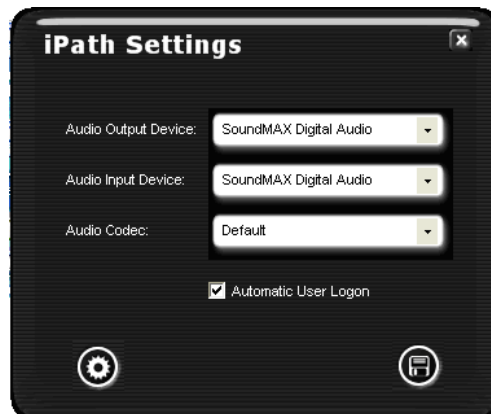 iPath Settings
Audio Output Device: SoundMAX Digital Audio
Audio Input Device: SoundMAX Digital Audio
Audio Codec: Default
Automatic User Logon